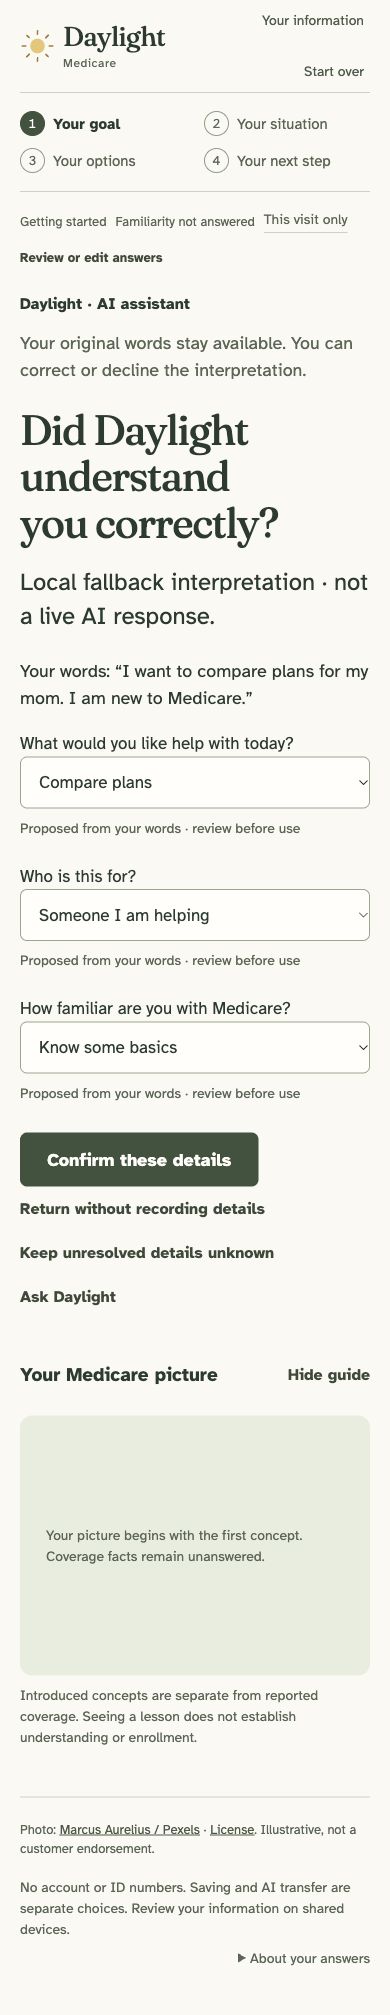 Daylight
Medicare
Your information
Start over
1 Your goal
2 Your situation
3 Your options
4 Your next step
Getting started Familiarity not answered This visit only
Review or edit answers
Daylight · AI assistant
Your original words stay available. You can
correct or decline the interpretation.
Did Daylight
understand
you correctly?
Local fallback interpretation · not
a live AI response.
Your words: “I want to compare plans for my
mom. I am new to Medicare.”
What would you like help with today?
Compare plans
Proposed from your words · review before use
Who is this for?
Someone I am helping
Proposed from your words · review before use
How familiar are you with Medicare?
Know some basics
Proposed from your words · review before use
Confirm these details
Return without recording details
Keep unresolved details unknown
Ask Daylight
Your Medicare picture
Hide guide
Your picture begins with the first concept.
Coverage facts remain unanswered.
Introduced concepts are separate from reported
coverage. Seeing a lesson does not establish
understanding or enrollment.
Photo: Marcus Aurelius / Pexels · License. Illustrative, not a
customer endorsement.
No account or ID numbers. Saving and AI transfer are
separate choices. Review your information on shared
devices.
▶ About your answers